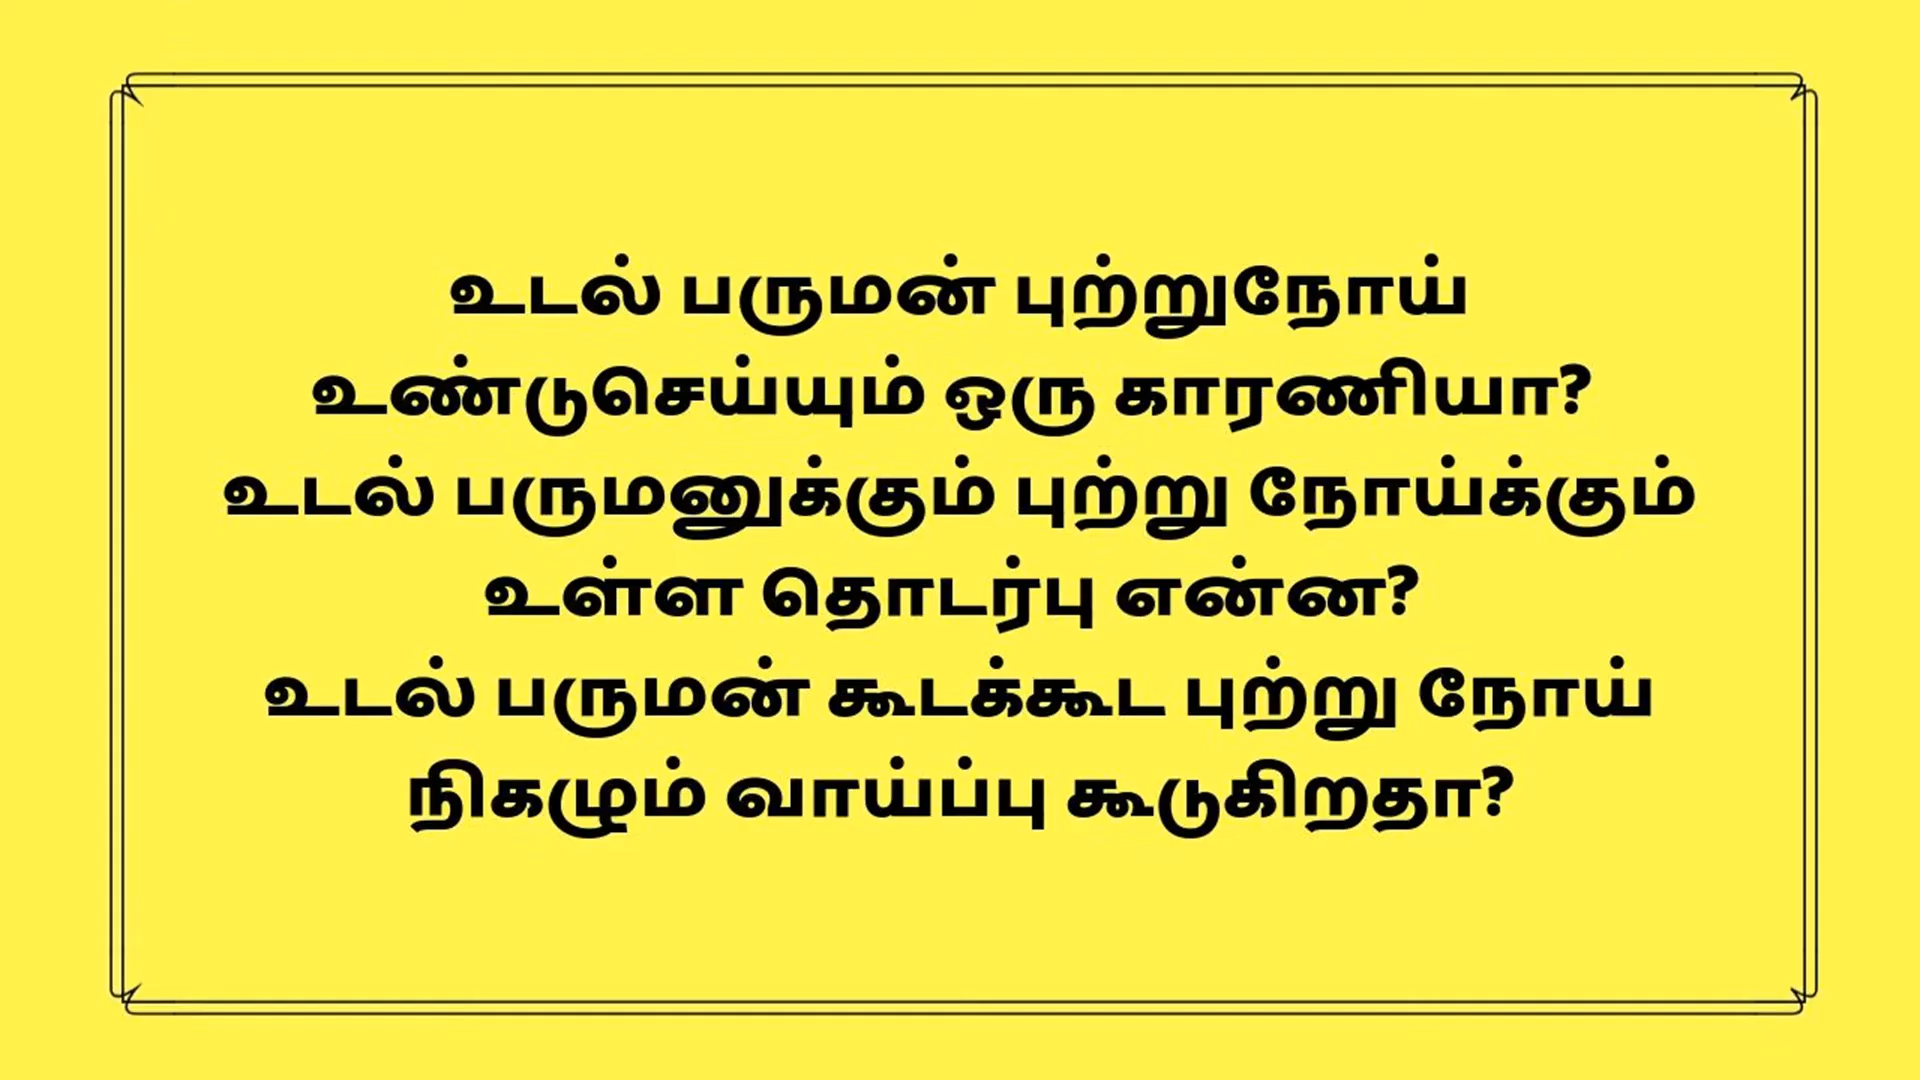 உடல் பருமன் புற்றுநோய்
உண்டுசெய்யும் ஒரு காரணியா?
உடல் பருமனுக்கும் புற்று நோய்க்கும்
உள்ள தொடர்பு என்ன?
உடல் பருமன் கூடக்கூட புற்று நோய்
நிகழும் வாய்ப்பு கூடுகிறதா?